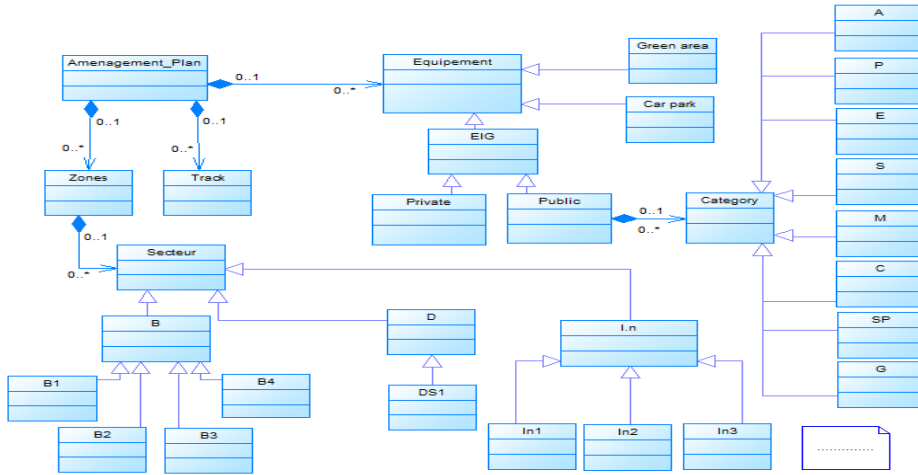 A
Green area
Amenagement_Plan
Equipement
P
0..1
0..*
Car park
0..1
0..1
E
EIG
0..*
0..*
S
Zones
Track
Private
Public
Category
0..1
0..*
M
0..1
Secteur
C
0..*
B
D
I.n
SP
B1
B4
DS1
G
B2
B3
In1
In2
In3
..............